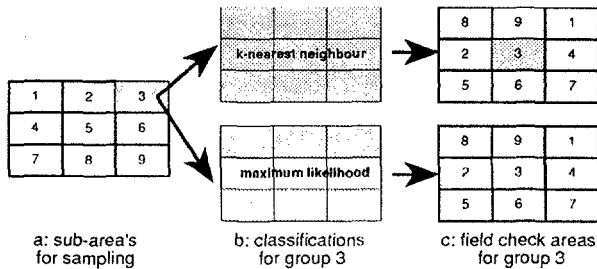 8 9 1
k-nearest neighbour
2 3 4
5 6 7
1 2 3
4 5 6
7 8 9
8 9 1
maximum likelihood
2 3 4
5 6 7
a: sub-area's
for sampling
b: classifications
for group 3
c: field check areas
for group 3